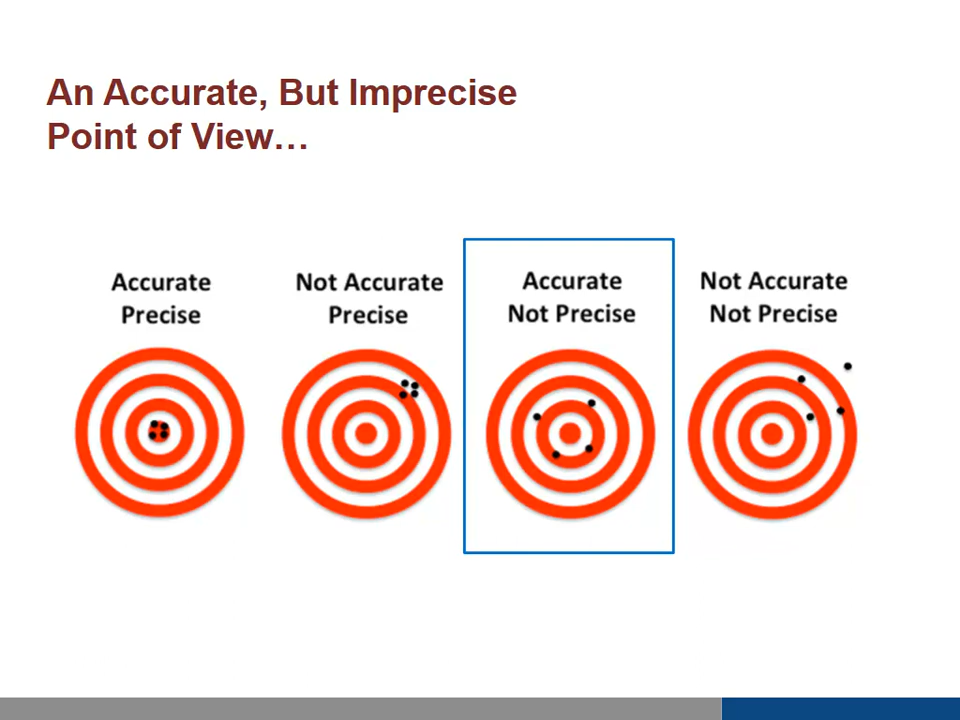 An Accurate, But Imprecise
Point of View…
Accurate
Precise
Not Accurate
Precise
Accurate
Not Precise
Not Accurate
Not Precise